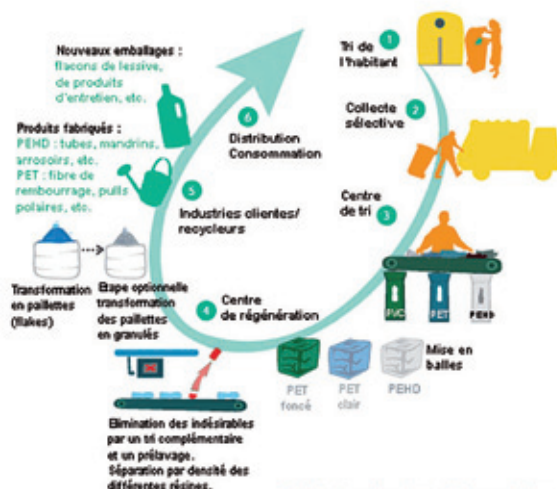 1
Tri de
l'habitant
Collecte
sélective
2
Centre
de tri
3
PVC
PET
PEHD
Mise en
balles
PET
foncé
PET
clair
PEHD
4
Centre
de régénération
Elimination des indésirables
par un tri complémentaire
et un prélavage.
Séparation par densité des
différentes résines.
Transformation
en paillettes
(flakes)
Etape optionnelle
transformation
des paillettes
en granulés
5
Industries clientes/
recycleurs
Produits fabriqués :
PEHD : tubes, mandrins,
arrosoirs, etc.
PET : fibre de
rembourrage, pulls
polaires, etc.
6
Distribution
Consommation
Nouveaux emballages :
flacons de lessive,
de produits
d'entretien, etc.